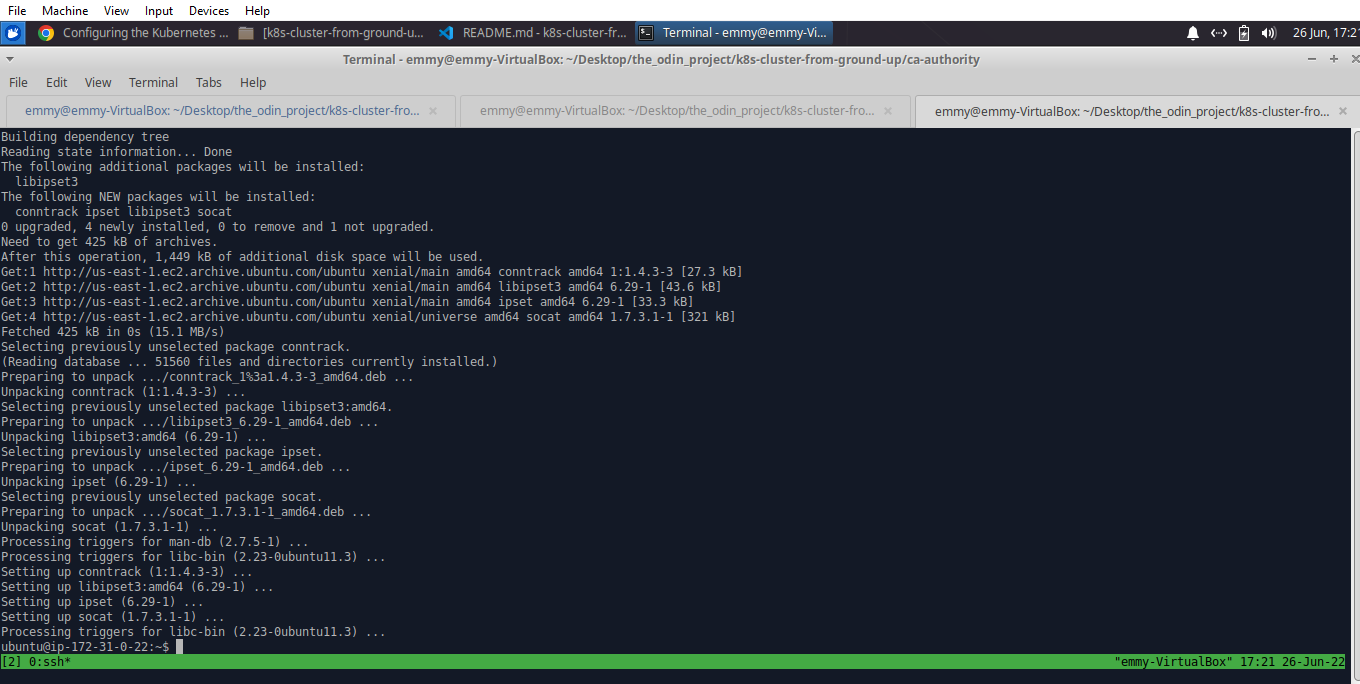 File Machine View Input Devices Help
Configuring the Kubernetes ... [k8s-cluster-from-ground-u... README.md - k8s-cluster-fr... Terminal - emmy@emmy-Vi... 26 Jun, 17:21
Terminal - emmy@emmy-VirtualBox: ~/Desktop/the_odin_project/k8s-cluster-from-ground-up/ca-authority
File Edit View Terminal Tabs Help
emmy@emmy-VirtualBox: ~/Desktop/the_odin_project/k8s-cluster-fro... emmy@emmy-VirtualBox: ~/Desktop/the_odin_project/k8s-cluster-fro... emmy@emmy-VirtualBox: ~/Desktop/the_odin_project/k8s-cluster-fro...
Building dependency tree
Reading state information... Done
The following additional packages will be installed:
  libipset3
The following NEW packages will be installed:
  conntrack ipset libipset3 socat
0 upgraded, 4 newly installed, 0 to remove and 1 not upgraded.
Need to get 425 kB of archives.
After this operation, 1,449 kB of additional disk space will be used.
Get:1 http://us-east-1.ec2.archive.ubuntu.com/ubuntu xenial/main amd64 conntrack amd64 1:1.4.3-3 [27.3 kB]
Get:2 http://us-east-1.ec2.archive.ubuntu.com/ubuntu xenial/main amd64 libipset3 amd64 6.29-1 [43.6 kB]
Get:3 http://us-east-1.ec2.archive.ubuntu.com/ubuntu xenial/main amd64 ipset amd64 6.29-1 [33.3 kB]
Get:4 http://us-east-1.ec2.archive.ubuntu.com/ubuntu xenial/universe amd64 socat amd64 1.7.3.1-1 [321 kB]
Fetched 425 kB in 0s (15.1 MB/s)
Selecting previously unselected package conntrack.
(Reading database ... 51560 files and directories currently installed.)
Preparing to unpack .../conntrack_1%3a1.4.3-3_amd64.deb ...
Unpacking conntrack (1:1.4.3-3) ...
Selecting previously unselected package libipset3:amd64.
Preparing to unpack .../libipset3_6.29-1_amd64.deb ...
Unpacking libipset3:amd64 (6.29-1) ...
Selecting previously unselected package ipset.
Preparing to unpack .../ipset_6.29-1_amd64.deb ...
Unpacking ipset (6.29-1) ...
Selecting previously unselected package socat.
Preparing to unpack .../socat_1.7.3.1-1_amd64.deb ...
Unpacking socat (1.7.3.1-1) ...
Processing triggers for man-db (2.7.5-1) ...
Processing triggers for libc-bin (2.23-0ubuntu11.3) ...
Setting up conntrack (1:1.4.3-3) ...
Setting up libipset3:amd64 (6.29-1) ...
Setting up ipset (6.29-1) ...
Setting up socat (1.7.3.1-1) ...
Processing triggers for libc-bin (2.23-0ubuntu11.3) ...
ubuntu@ip-172-31-0-22:~$
[2] 0:ssh* "emmy-VirtualBox" 17:21 26-Jun-22